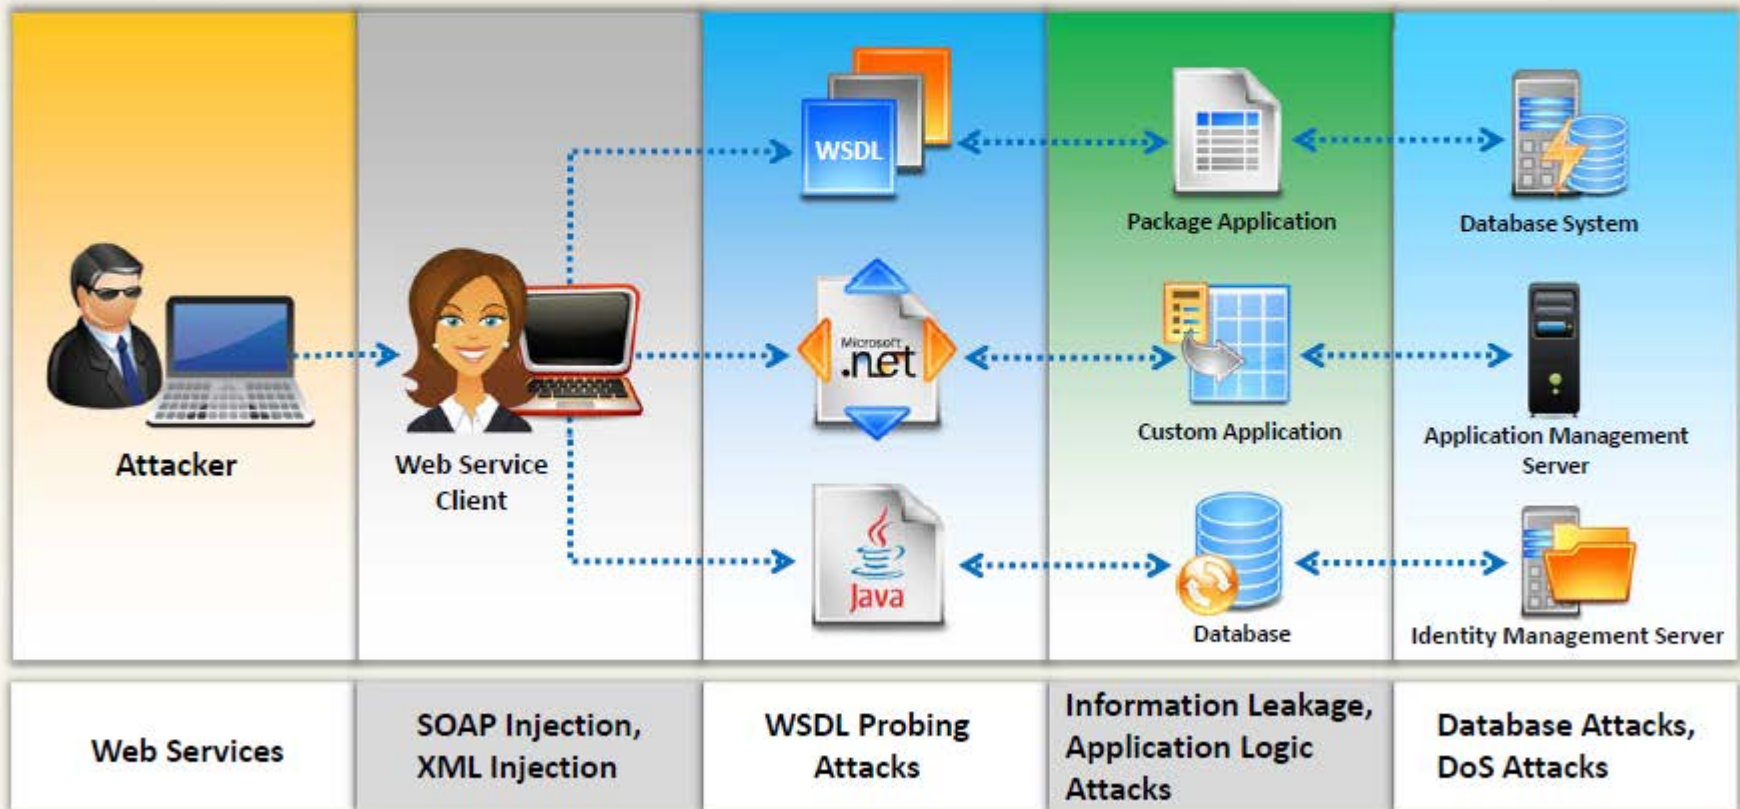 WSDL
Package Application
Database System
Microsoft
.net
Attacker
Web Service
Client
Custom Application
Application Management
Server
Java
Database
Identity Management Server
Web Services
SOAP Injection,
XML Injection
WSDL Probing
Attacks
Information Leakage,
Application Logic
Attacks
Database Attacks,
DoS Attacks